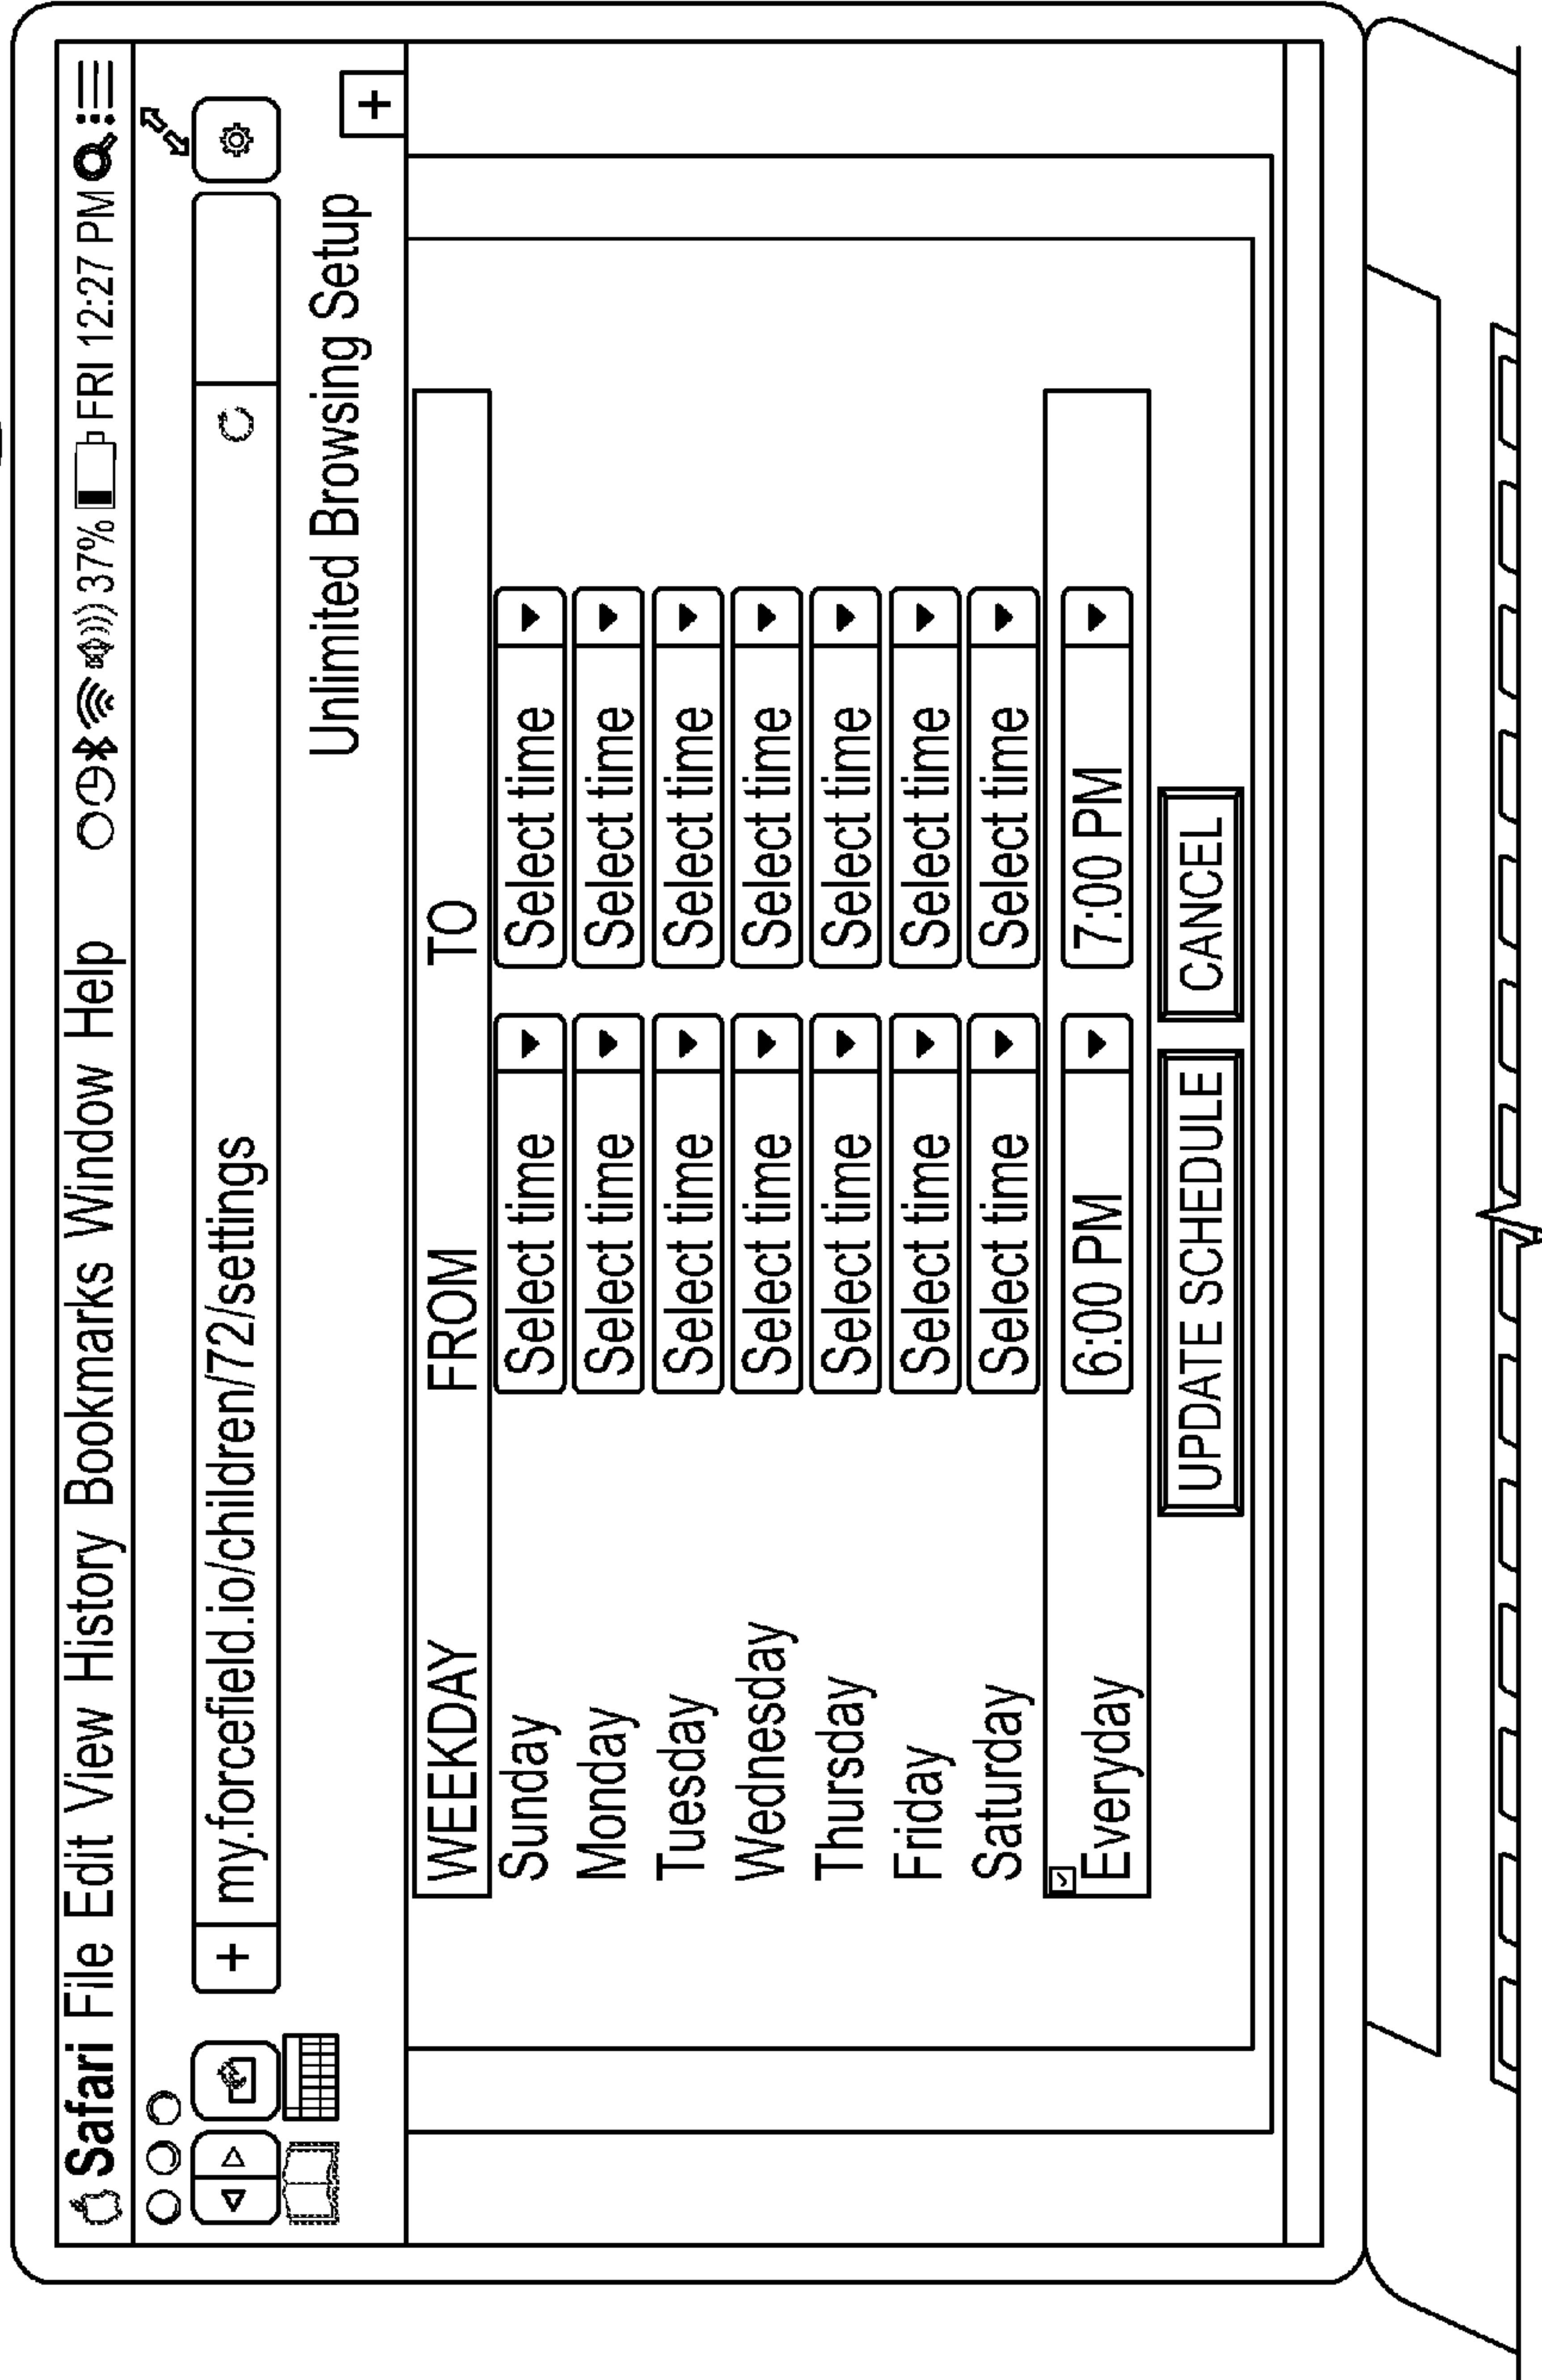 Safari File Edit View History Bookmarks Window Help 37% FRI 12:27 PM
+ my.forcefield.io/children/72/settings
Unlimited Browsing Setup +
WEEKDAY FROM TO
Sunday Select time Select time
Monday Select time Select time
Tuesday Select time Select time
Wednesday Select time Select time
Thursday Select time Select time
Friday Select time Select time
Saturday Select time Select time
Everyday 6:00 PM 7:00 PM
UPDATE SCHEDULE CANCEL